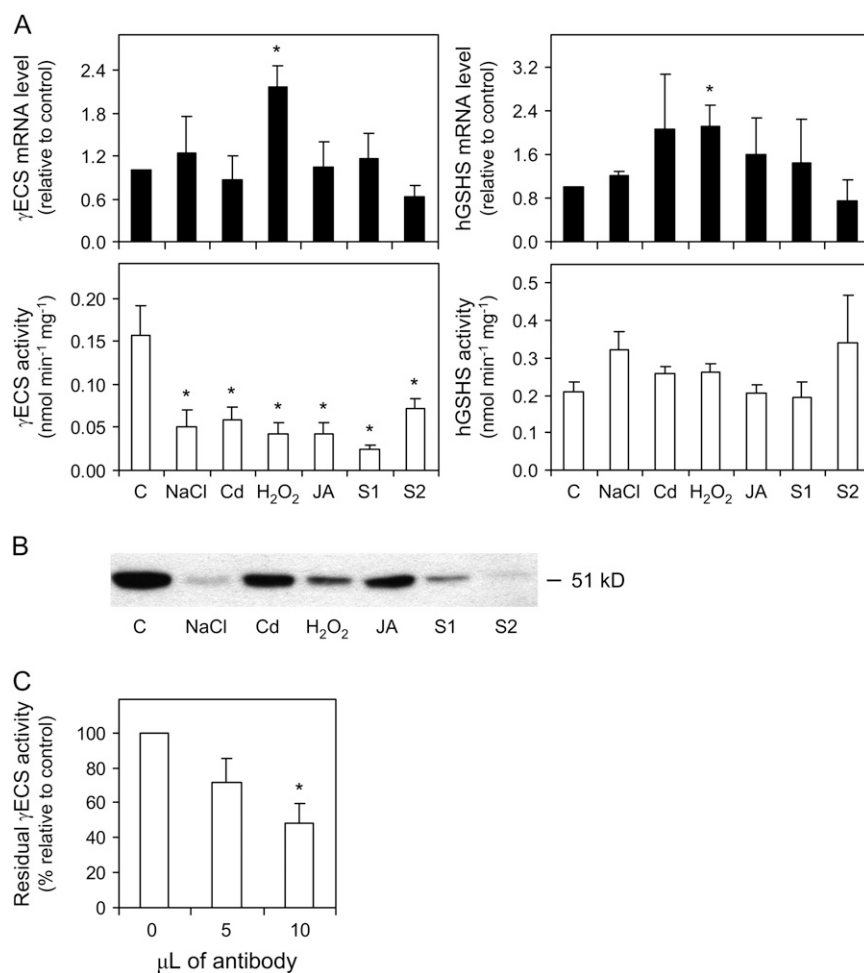 A
γECS mRNA level
(relative to control)
2.4
1.8
1.2
0.6
0.0
*
hGSHS mRNA level
(relative to control)
3.2
2.4
1.6
0.8
0.0
*
γECS activity
(nmol min⁻¹ mg⁻¹)
0.20
0.15
0.10
0.05
0.00
* * * * * *
C NaCl Cd H₂O₂ JA S1 S2
hGSHS activity
(nmol min⁻¹ mg⁻¹)
0.5
0.4
0.3
0.2
0.1
0.0
C NaCl Cd H₂O₂ JA S1 S2
B
– 51 kD
C NaCl Cd H₂O₂ JA S1 S2
C
Residual γECS activity
(% relative to control)
100
80
60
40
20
0
*
0 5 10
μL of antibody